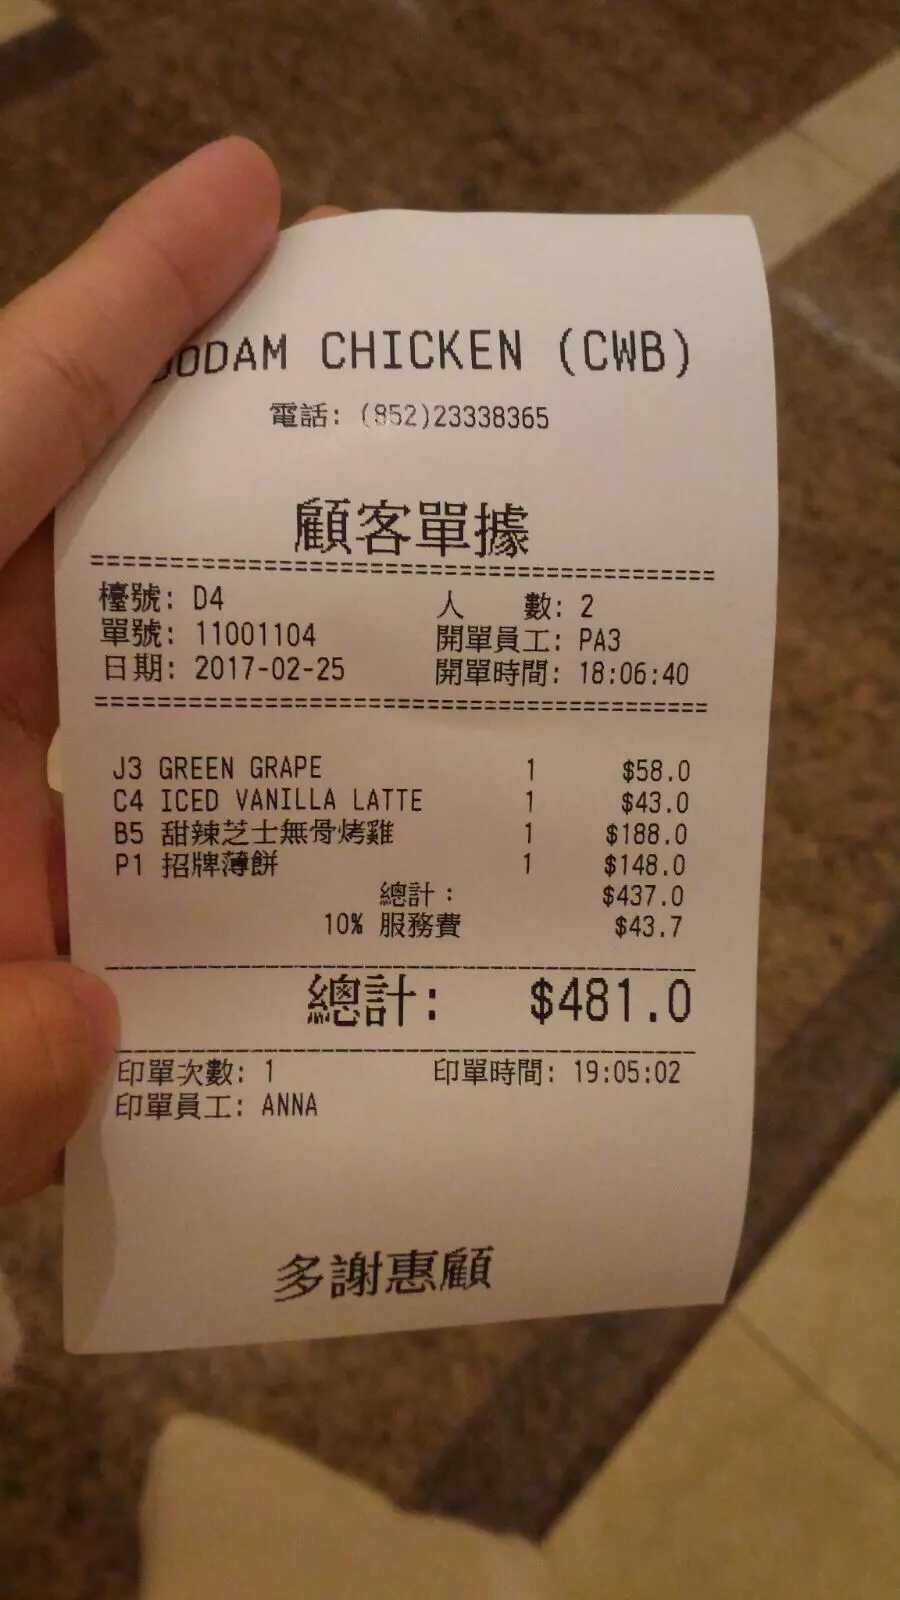 DODAM CHICKEN (CWB)
電話: (852)23338365
顧客單據
檯號: D4 人 數: 2
單號: 11001104 開單員工: PA3
日期: 2017-02-25 開單時間: 18:06:40
J3 GREEN GRAPE 1 $58.0
C4 ICED VANILLA LATTE 1 $43.0
B5 甜辣芝士無骨烤雞 1 $188.0
P1 招牌薄餅 1 $148.0
總計: $437.0
10% 服務費 $43.7
總計: $481.0
印單次數: 1 印單時間: 19:05:02
印單員工: ANNA
多謝惠顧